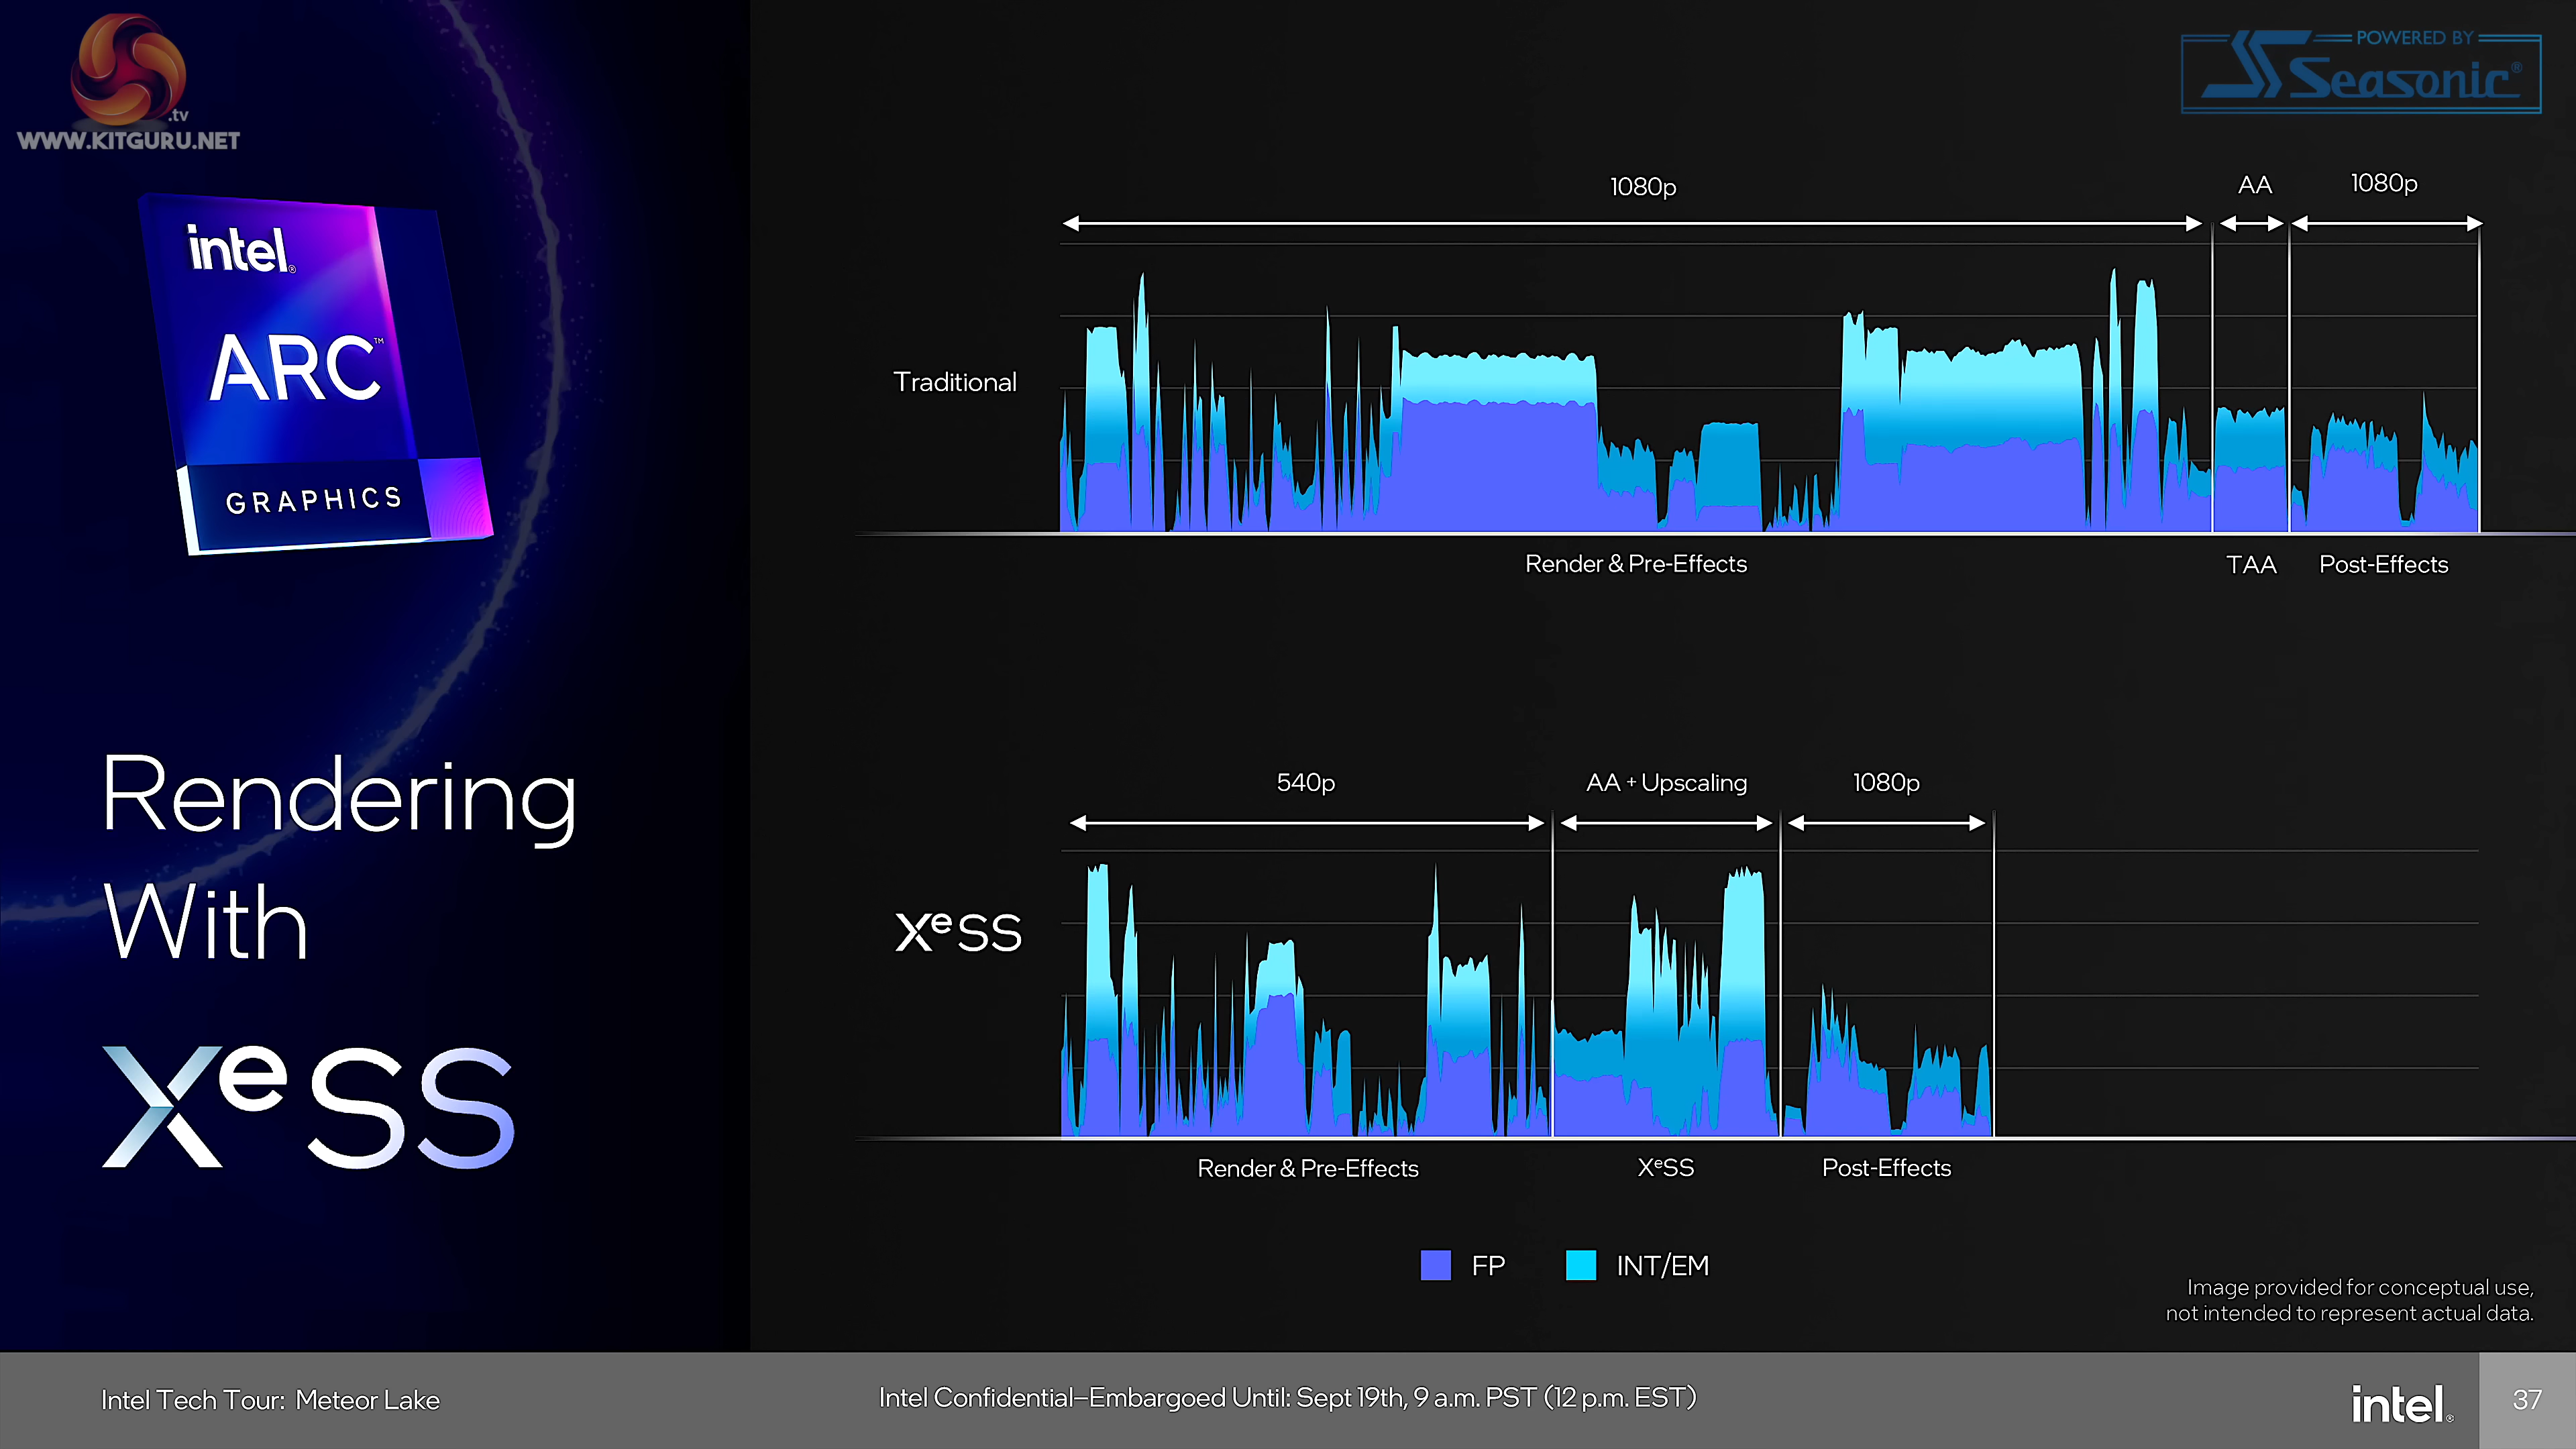 .tv
WWW.KITGURU.NET
POWERED BY
Seasonic®
intel®
ARC™
GRAPHICS
Rendering
With
XeSS
1080p
AA
1080p
Traditional
Render & Pre-Effects
TAA
Post-Effects
540p
AA + Upscaling
1080p
XeSS
Render & Pre-Effects
XeSS
Post-Effects
FP
INT/EM
Image provided for conceptual use,
not intended to represent actual data.
Intel Tech Tour: Meteor Lake
Intel Confidential–Embargoed Until: Sept 19th, 9 a.m. PST (12 p.m. EST)
intel®
37